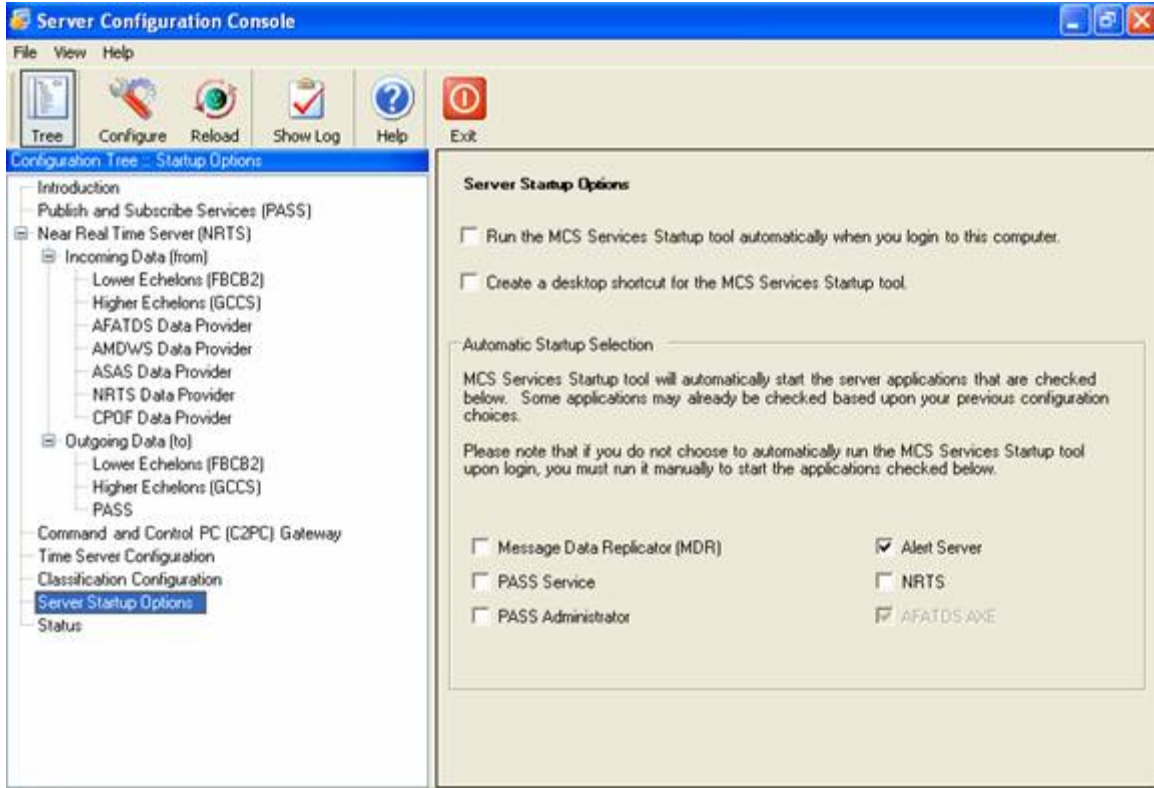 Server Configuration Console
File View Help
Tree Configure Reload Show Log Help Exit
Configuration Tree :: Startup Options
Introduction
Publish and Subscribe Services (PASS)
Near Real Time Server (NRTS)
Incoming Data (from)
Lower Echelons (FBCB2)
Higher Echelons (GCCS)
AFATDS Data Provider
AMDWS Data Provider
ASAS Data Provider
NRTS Data Provider
CPOF Data Provider
Outgoing Data (to)
Lower Echelons (FBCB2)
Higher Echelons (GCCS)
PASS
Command and Control PC (C2PC) Gateway
Time Server Configuration
Classification Configuration
Server Startup Options
Status
Server Startup Options
Run the MCS Services Startup tool automatically when you login to this computer.
Create a desktop shortcut for the MCS Services Startup tool.
Automatic Startup Selection
MCS Services Startup tool will automatically start the server applications that are checked
below. Some applications may already be checked based upon your previous configuration
choices.
Please note that if you do not choose to automatically run the MCS Services Startup tool
upon login, you must run it manually to start the applications checked below.
Message Data Replicator (MDR)
Alert Server
PASS Service
NRTS
PASS Administrator
AFATDS AXE